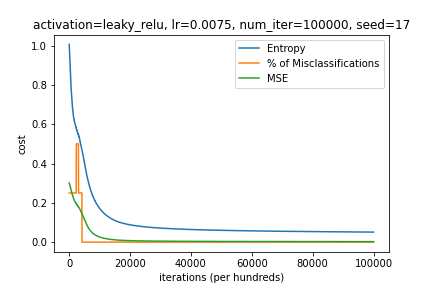 activation=leaky_relu, lr=0.0075, num_iter=100000, seed=17
Entropy
% of Misclassifications
MSE
cost
1.0
0.8
0.6
0.4
0.2
0.0
0 20000 40000 60000 80000 100000
iterations (per hundreds)